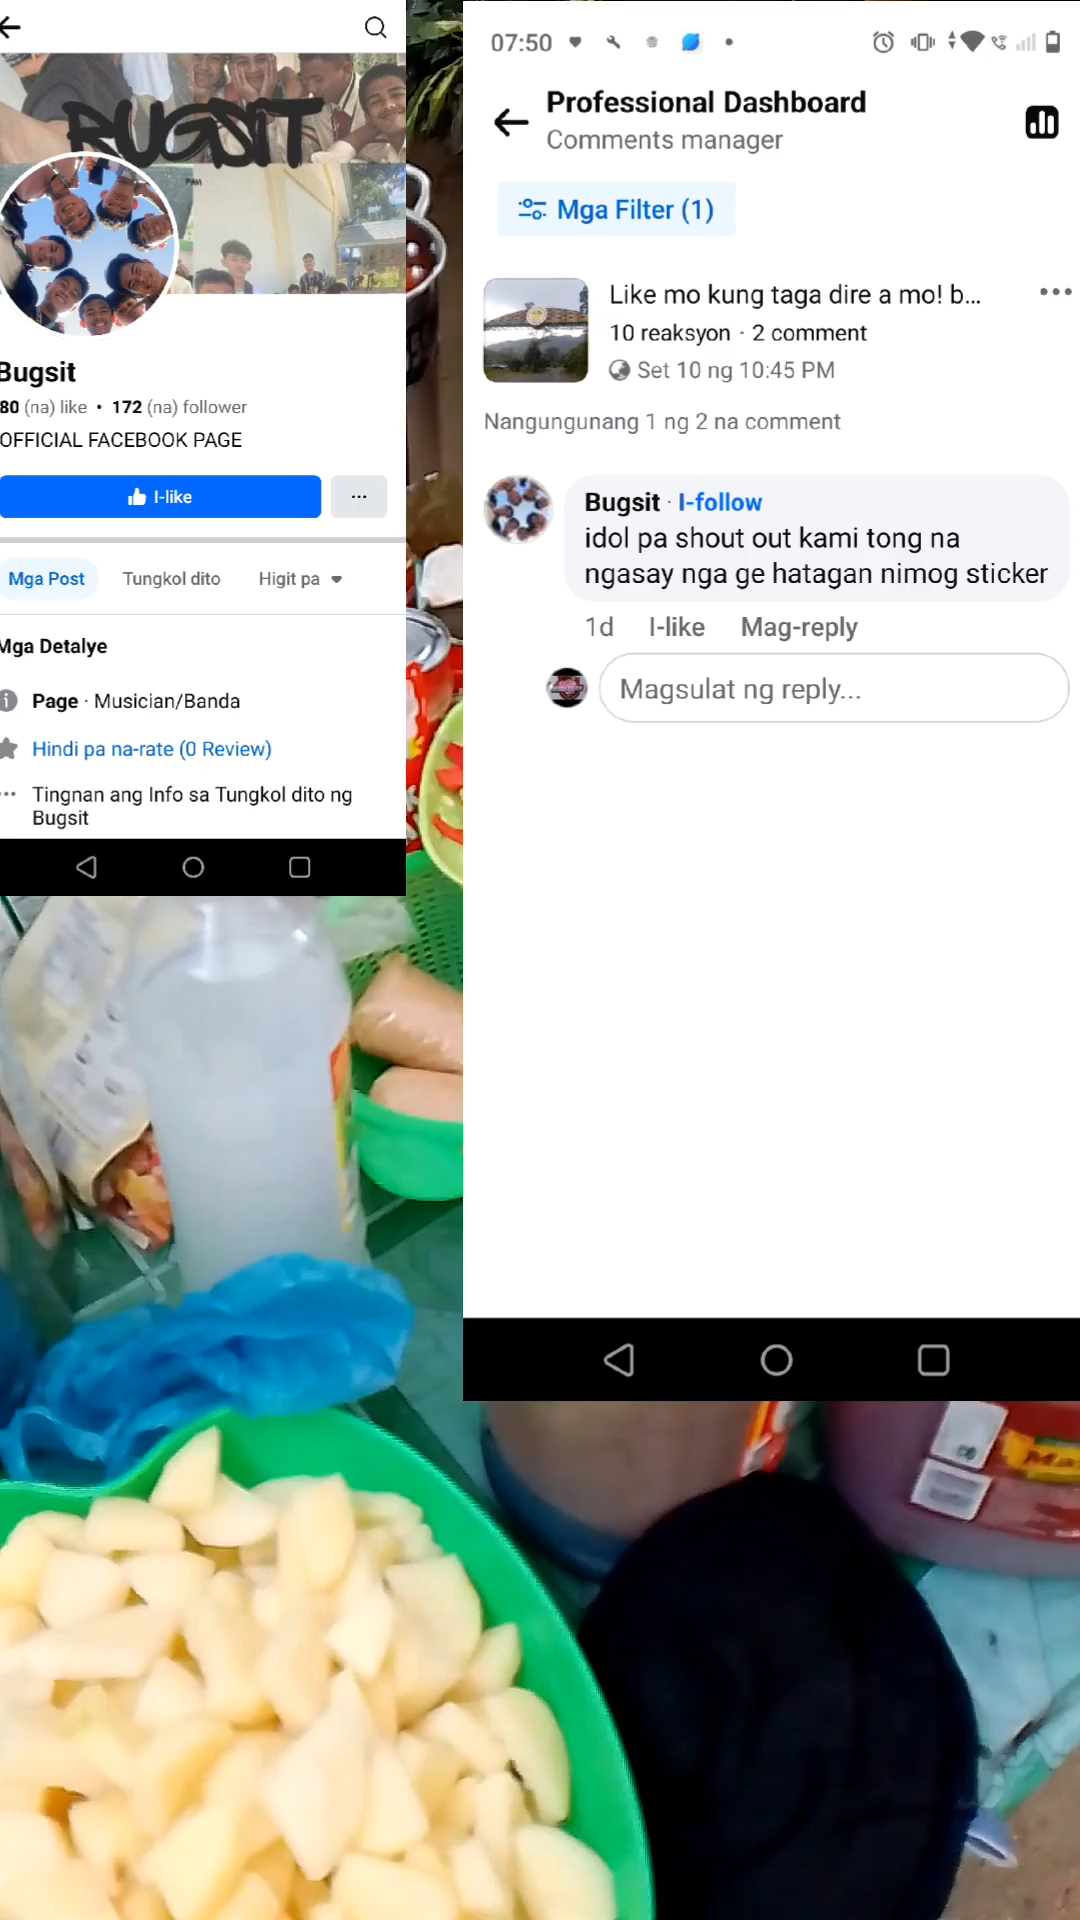 BUGSIT
Bugsit
80 (na) like • 172 (na) follower
OFFICIAL FACEBOOK PAGE
I-like
Mga Post
Tungkol dito
Higit pa
Mga Detalye
Page · Musician/Banda
Hindi pa na-rate (0 Review)
Tingnan ang Info sa Tungkol dito ng
Bugsit
07:50
Professional Dashboard
Comments manager
Mga Filter (1)
Like mo kung taga dire a mo! b...
10 reaksyon · 2 comment
Set 10 ng 10:45 PM
Nangungunang 1 ng 2 na comment
Bugsit · I-follow
idol pa shout out kami tong na
ngasay nga ge hatagan nimog sticker
1d I-like Mag-reply
Magsulat ng reply...